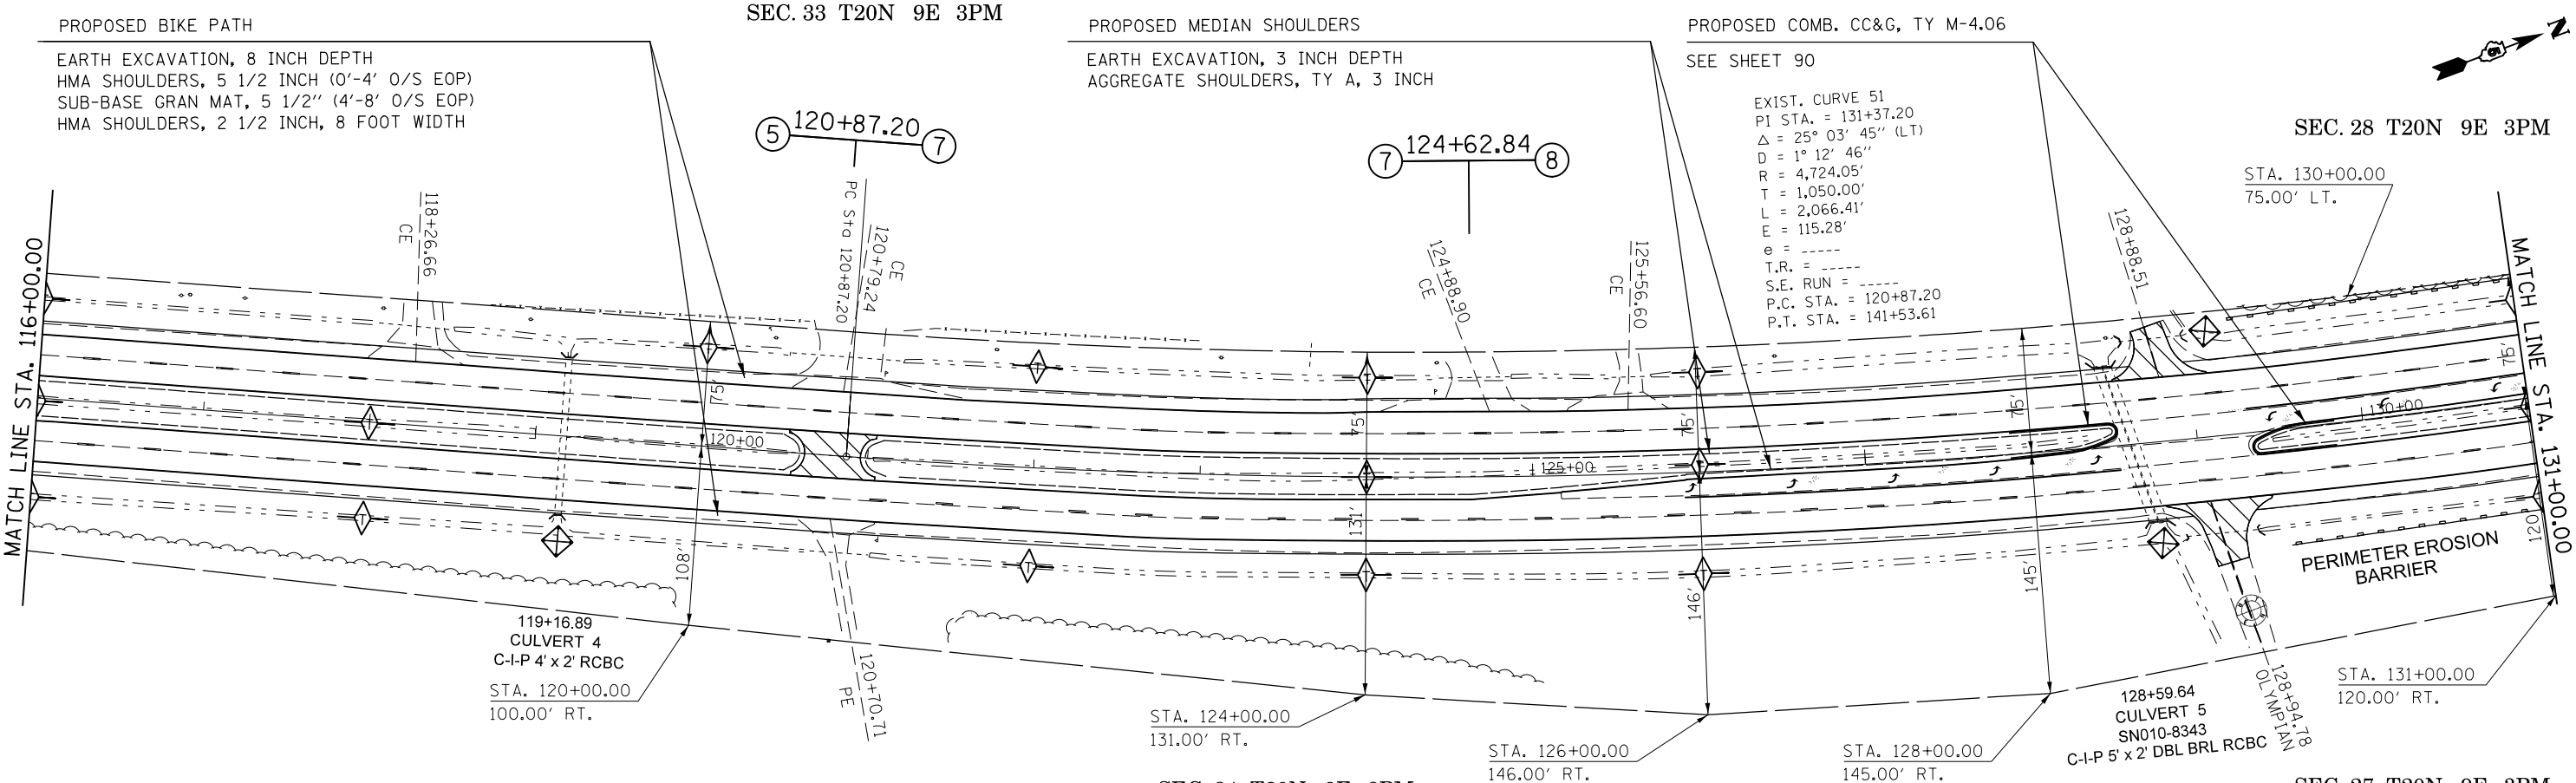 SEC. 33 T20N 9E 3PM
PROPOSED BIKE PATH
EARTH EXCAVATION, 8 INCH DEPTH
HMA SHOULDERS, 5 1/2 INCH (0'-4' O/S EOP)
SUB-BASE GRAN MAT, 5 1/2'' (4'-8' O/S EOP)
HMA SHOULDERS, 2 1/2 INCH, 8 FOOT WIDTH
PROPOSED MEDIAN SHOULDERS
EARTH EXCAVATION, 3 INCH DEPTH
AGGREGATE SHOULDERS, TY A, 3 INCH
PROPOSED COMB. CC&G, TY M-4.06
SEE SHEET 90
N
SEC. 28 T20N 9E 3PM
EXIST. CURVE 51
PI STA. = 131+37.20
Δ = 25° 03' 45'' (LT)
D = 1° 12' 46''
R = 4,724.05'
T = 1,050.00'
L = 2,066.41'
E = 115.28'
e = -----
T.R. = -----
S.E. RUN = -----
P.C. STA. = 120+87.20
P.T. STA. = 141+53.61
5 120+87.20 7
7 124+62.84 8
STA. 130+00.00
75.00' LT.
MATCH LINE STA. 116+00.00
118+26.66
CE
PC Sta 120+87.20
120+79.24
CE
124+88.90
CE
125+56.60
CE
128+88.51
MATCH LINE STA. 131+00.00
75'
75'
75'
75'
75'
120+00
125+00
130+00
108'
131'
146'
145'
120'
PERIMETER EROSION
BARRIER
119+16.89
CULVERT 4
C-I-P 4' x 2' RCBC
STA. 120+00.00
100.00' RT.
120+70.71
PE
STA. 124+00.00
131.00' RT.
STA. 126+00.00
146.00' RT.
STA. 128+00.00
145.00' RT.
128+59.64
CULVERT 5
SN010-8343
C-I-P 5' x 2' DBL BRL RCBC
128+94.78
OLYMPIAN
STA. 131+00.00
120.00' RT.